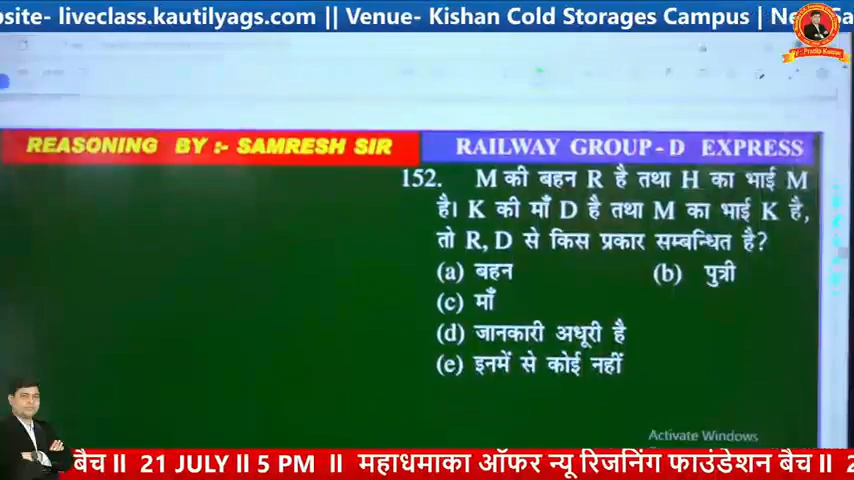 site- liveclass.kautilyags.com || Venue- Kishan Cold Storages Campus | Ne
REASONING BY :- SAMRESH SIR
RAILWAY GROUP-D EXPRESS
152. M की बहन R है तथा H का भाई M
है। K की माँ D है तथा M का भाई K है,
तो R, D से किस प्रकार सम्बन्धित है?
(a) बहन (b) पुत्री
(c) माँ
(d) जानकारी अधूरी है
(e) इनमें से कोई नहीं
Activate Windows
बैच II 21 JULY II 5 PM II महाधमाका ऑफर न्यू रिजनिंग फाउंडेशन बैच II 2